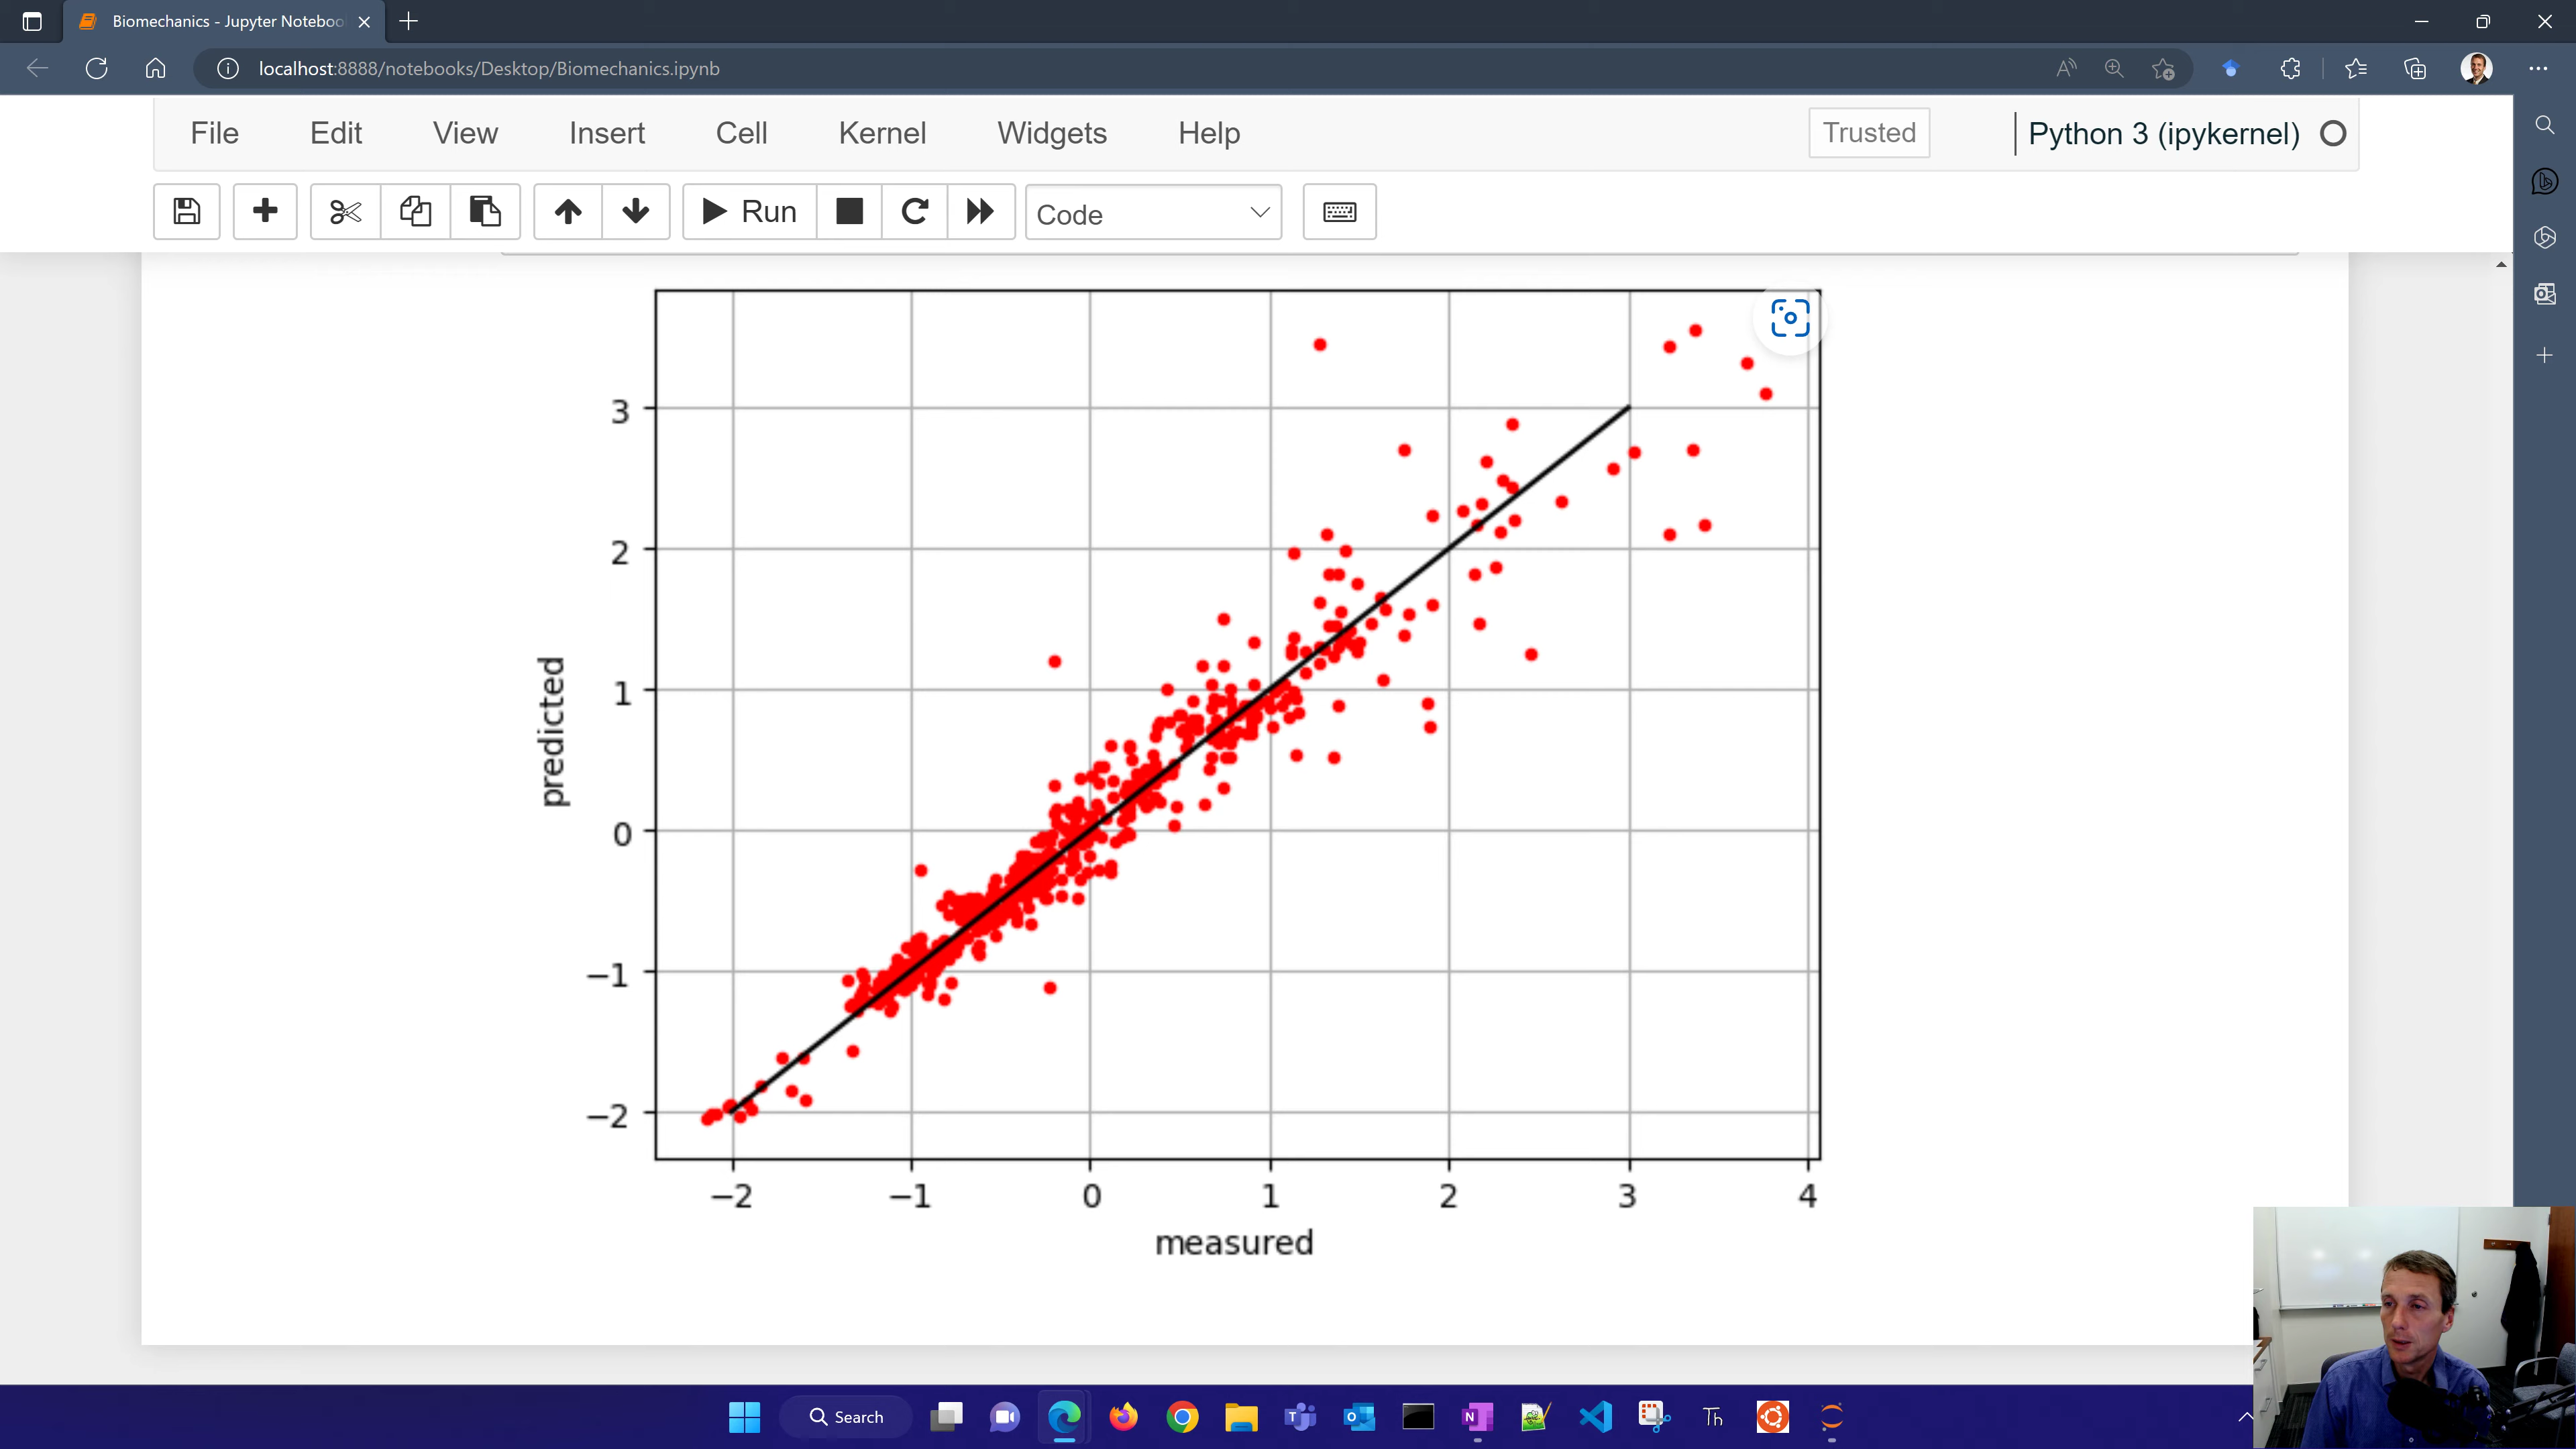 Biomechanics - Jupyter Noteboo
localhost:8888/notebooks/Desktop/Biomechanics.ipynb
File Edit View Insert Cell Kernel Widgets Help Trusted Python 3 (ipykernel)
Run Code
3
2
1
0
−1
−2
predicted
−2 −1 0 1 2 3 4
measured
Search
Th